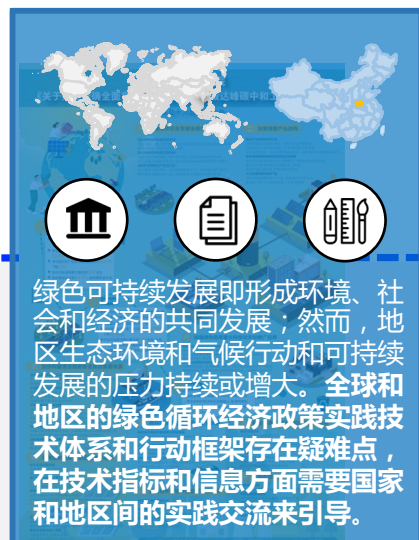 绿色可持续发展即形成环境、社
会和经济的共同发展；然而，地
区生态环境和气候行动和可持续
发展的压力持续或增大。全球和
地区的绿色循环经济政策实践技
术体系和行动框架存在疑难点，
在技术指标和信息方面需要国家
和地区间的实践交流来引导。